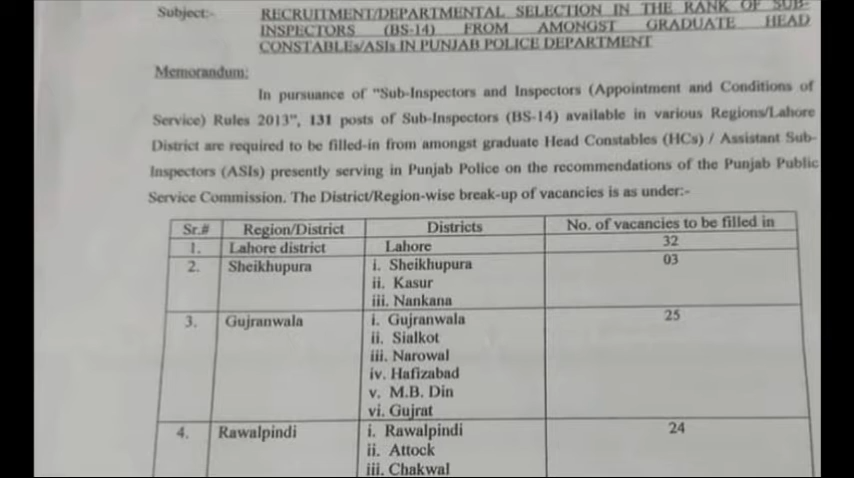 Subject:- RECRUITMENT/DEPARTMENTAL SELECTION IN THE RANK OF SUB-
INSPECTORS (BS-14) FROM AMONGST GRADUATE HEAD
CONSTABLEs/ASIs IN PUNJAB POLICE DEPARTMENT
Memorandum:
In pursuance of "Sub-Inspectors and Inspectors (Appointment and Conditions of
Service) Rules 2013", 131 posts of Sub-Inspectors (BS-14) available in various Regions/Lahore
District are required to be filled-in from amongst graduate Head Constables (HCs) / Assistant Sub-
Inspectors (ASIs) presently serving in Punjab Police on the recommendations of the Punjab Public
Service Commission. The District/Region-wise break-up of vacancies is as under:-
Sr.# Region/District Districts No. of vacancies to be filled in
1. Lahore district Lahore 32
2. Sheikhupura i. Sheikhupura 03
ii. Kasur
iii. Nankana
3. Gujranwala i. Gujranwala 25
ii. Sialkot
iii. Narowal
iv. Hafizabad
v. M.B. Din
vi. Gujrat
4. Rawalpindi i. Rawalpindi 24
ii. Attock
iii. Chakwal